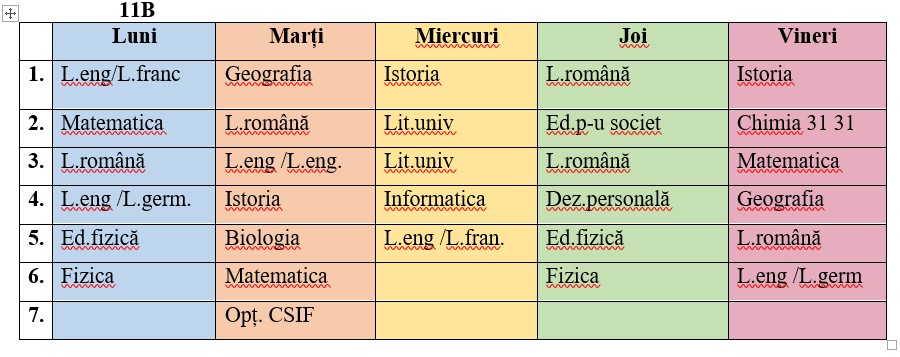 11B
Luni Marți Miercuri Joi Vineri
1. L.eng/L.franc Geografia Istoria L.română Istoria
2. Matematica L.română Lit.univ Ed.p-u societ Chimia 31 31
3. L.română L.eng /L.eng. Lit.univ L.română Matematica
4. L.eng /L.germ. Istoria Informatica Dez.personală Geografia
5. Ed.fizică Biologia L.eng /L.fran. Ed.fizică L.română
6. Fizica Matematica Fizica L.eng /L.germ
7. Opț. CSIF